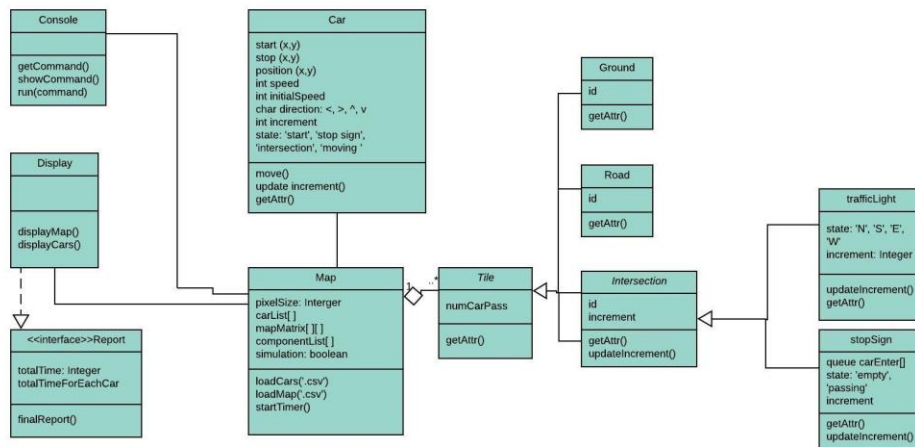 Console
getCommand()
showCommand()
run(command)
Car
start (x,y)
stop (x,y)
position (x,y)
int speed
int initialSpeed
char direction: <, >, ^, v
int increment
state: 'start', 'stop sign',
'intersection', 'moving '
move()
update increment()
getAttr()
Display
displayMap()
displayCars()
<<interface>>Report
totalTime: Integer
totalTimeForEachCar
finalReport()
Map
pixelSize: Interger
carList[ ]
mapMatrix[ ][ ]
componentList[ ]
simulation: boolean
loadCars('.csv')
loadMap('.csv')
startTimer()
1
..*
Tile
numCarPass
getAttr()
Ground
id
getAttr()
Road
id
getAttr()
Intersection
id
increment
getAttr()
updateIncrement()
trafficLight
state: 'N', 'S', 'E',
'W'
increment: Integer
updateIncrement()
getAttr()
stopSign
queue carEnter[]
state: 'empty',
'passing'
increment
getAttr()
updateIncrement()